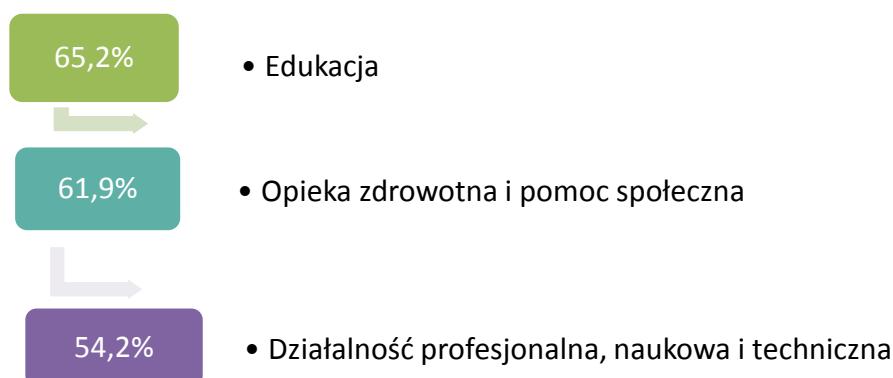 65,2%
• Edukacja
61,9%
• Opieka zdrowotna i pomoc społeczna
54,2%
• Działalność profesjonalna, naukowa i techniczna